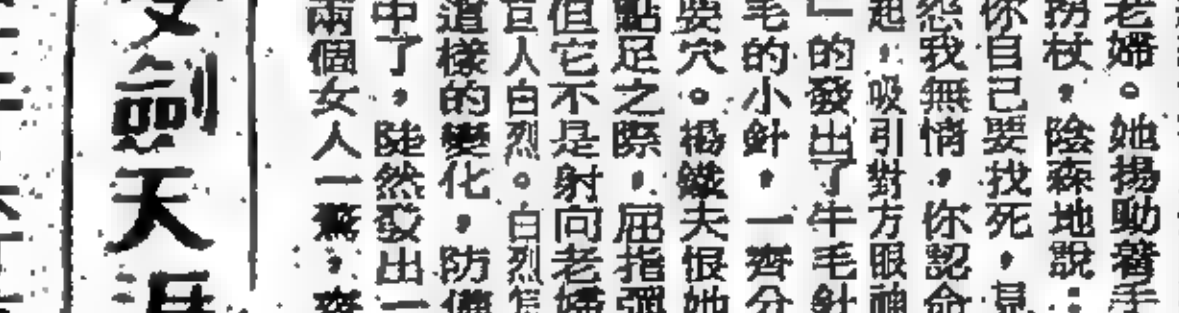 老婦。她揚動着手
拐杖，陰森地說：
你自己要找死，是
怨我無情，你認命
起，吸引對方眼神
的發出了牛毛針
毛的小針，一齊分
要穴。楊鐵夫恨她
點足之際，屈指彈
但它不是射向老婦
白烈。白烈怎
這樣的變化，防備
中了，陡然發出一
兩個女人一驚，齊
女劍天涯